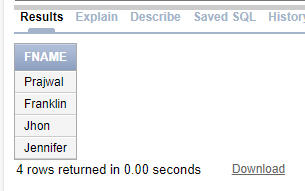 Results Explain Describe Saved SQL History
FNAME
Prajwal
Franklin
Jhon
Jennifer
4 rows returned in 0.00 seconds Download